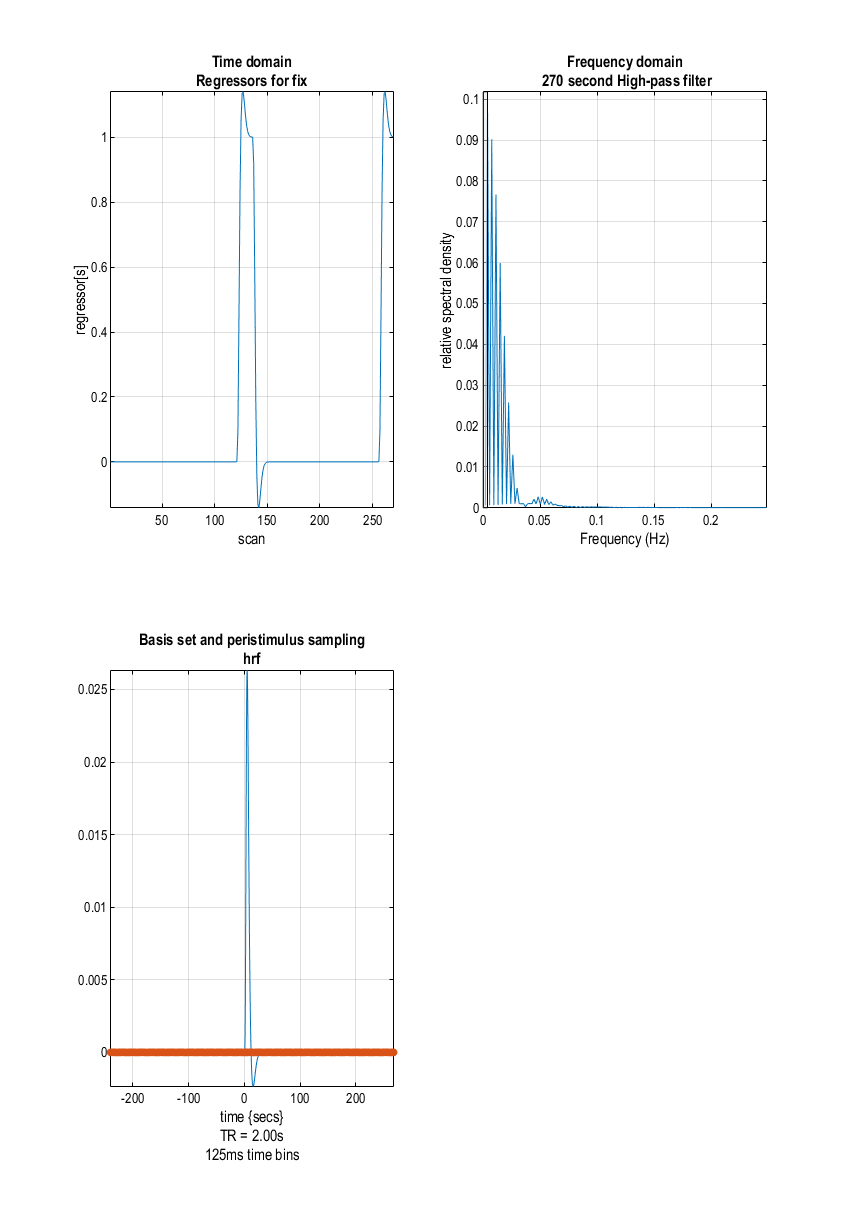 Time domain
Regressors for fix
1
0.8
0.6
0.4
0.2
0
regressor[s]
50 100 150 200 250
scan
Frequency domain
270 second High-pass filter
0.1
0.09
0.08
0.07
0.06
0.05
0.04
0.03
0.02
0.01
0
relative spectral density
0 0.05 0.1 0.15 0.2
Frequency (Hz)
Basis set and peristimulus sampling
hrf
0.025
0.02
0.015
0.01
0.005
0
-200 -100 0 100 200
time {secs}
TR = 2.00s
125ms time bins